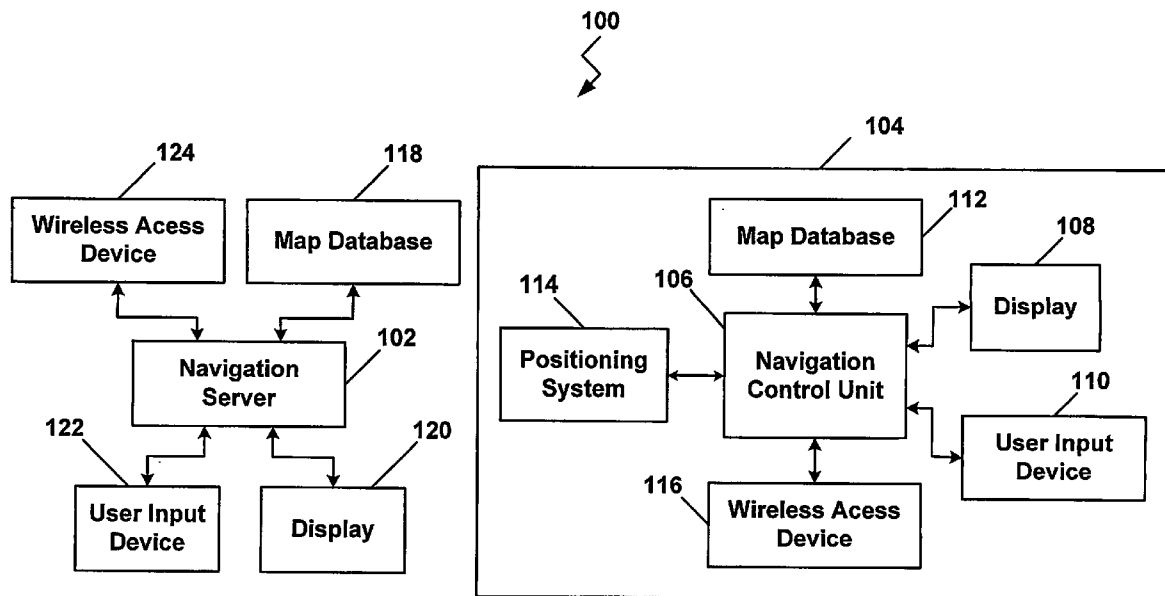 100
124
118
Wireless Acess
Device
Map Database
102
Navigation
Server
122
120
User Input
Device
Display
104
112
Map Database
108
Display
114
106
Positioning
System
Navigation
Control Unit
110
User Input
Device
116
Wireless Acess
Device